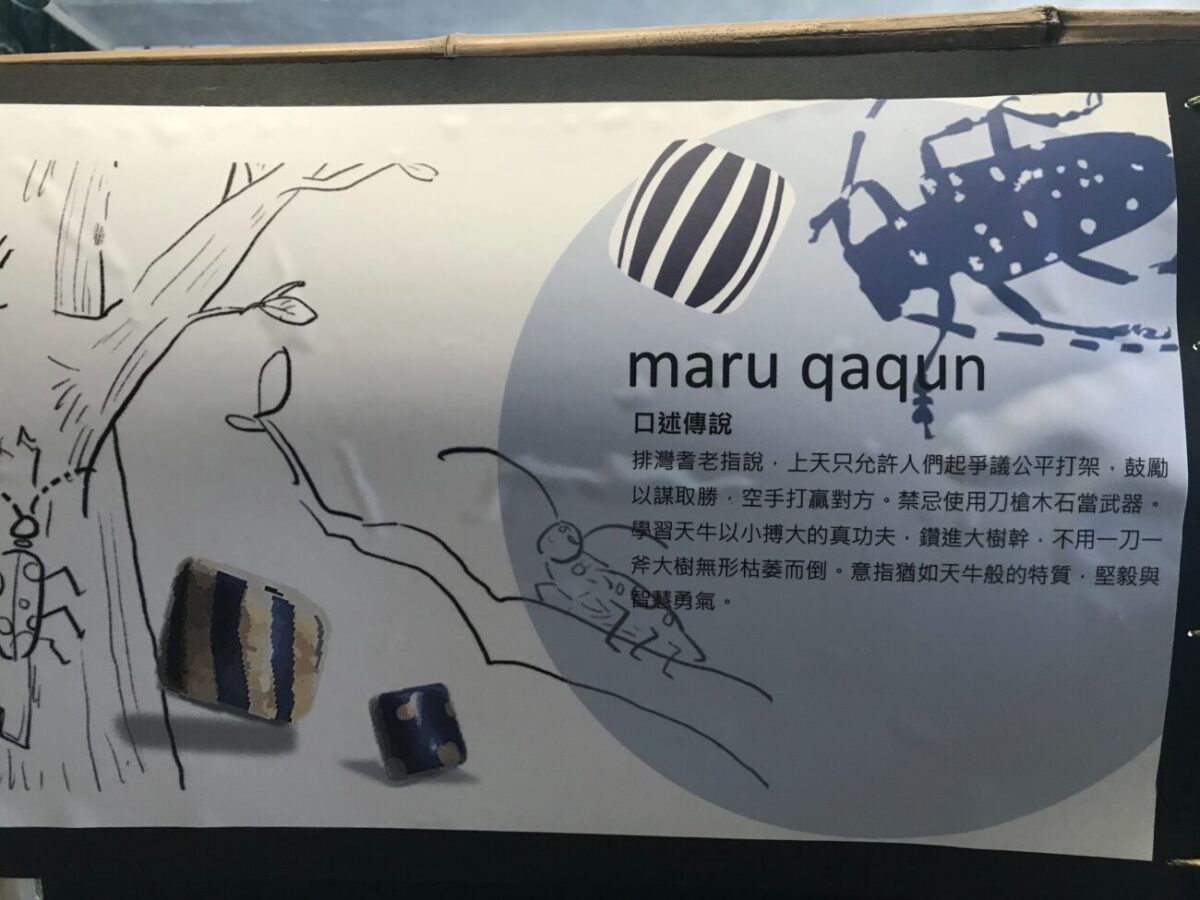 maru qaqun
口述傳說
排灣耆老指說，上天只允許人們起爭議公平打架，鼓勵
以謀取勝，空手打贏對方。禁忌使用刀槍木石當武器。
學習天牛以小搏大的真功夫，鑽進大樹幹，不用一刀一
斧大樹無形枯萎而倒。意指猶如天牛般的特質，堅毅與
智慧勇氣。